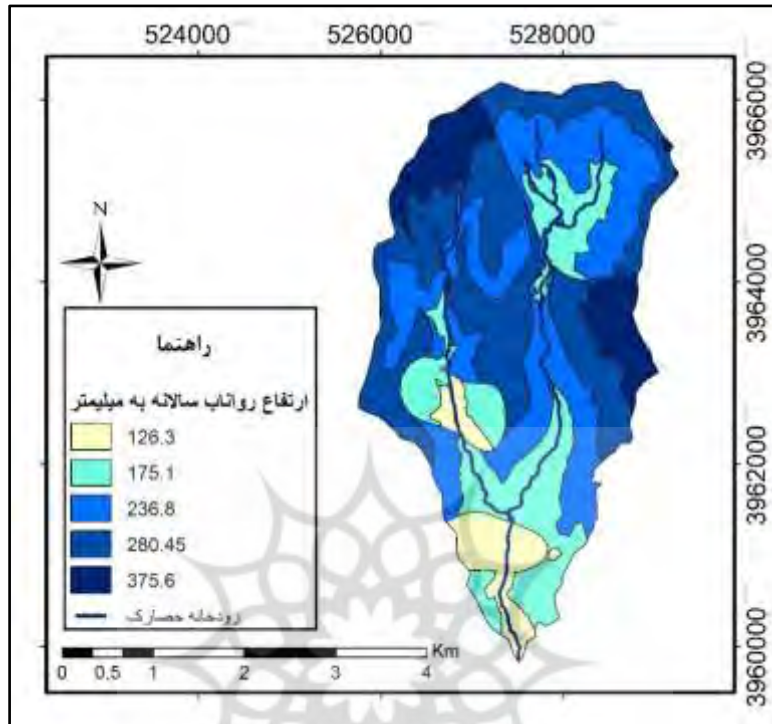 524000 526000 528000
3966000
3964000
3962000
3960000
N
راهنما
ارتفاع رواناب سالانه به میلیمتر
126.3
175.1
236.8
280.45
375.6
رودخانه حصارک
Km
0 0.5 1 2 3 4